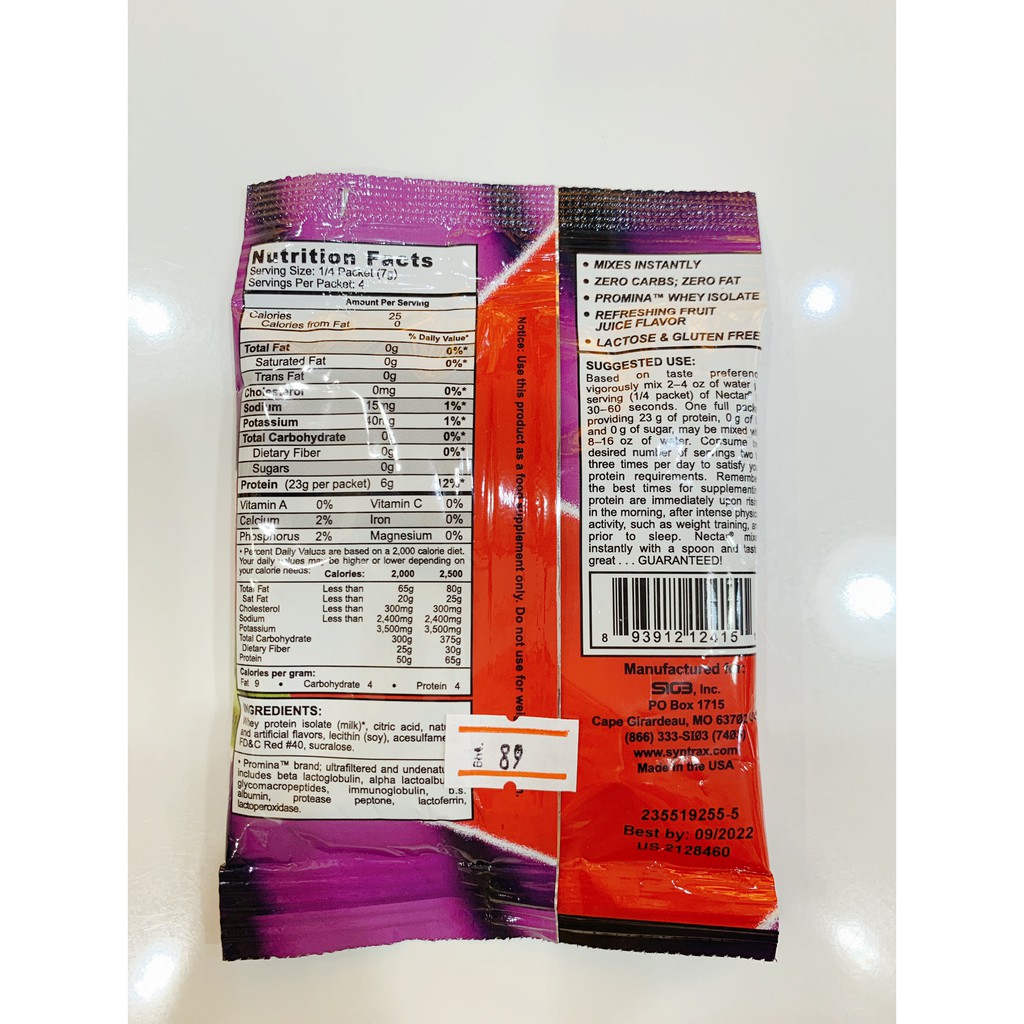 Nutrition Facts
Serving Size: 1/4 Packet (7g)
Servings Per Packet: 4
Amount Per Serving
Calories 25
Calories from Fat 0
% Daily Value*
Total Fat 0g 0%*
Saturated Fat 0g 0%*
Trans Fat 0g
Cholesterol 0mg 0%*
Sodium 15mg 1%*
Potassium 40mg 1%*
Total Carbohydrate 0 0%*
Dietary Fiber 0g 0%*
Sugars 0g
Protein (23g per packet) 6g 12%*
Vitamin A 0% Vitamin C 0%
Calcium 2% Iron 0%
Phosphorus 2% Magnesium 0%
* Percent Daily Values are based on a 2,000 calorie diet.
Your daily values may be higher or lower depending on
your calorie needs: Calories: 2,000 2,500
Total Fat Less than 65g 80g
Sat Fat Less than 20g 25g
Cholesterol Less than 300mg 300mg
Sodium Less than 2,400mg 2,400mg
Potassium 3,500mg 3,500mg
Total Carbohydrate 300g 375g
Dietary Fiber 25g 30g
Protein 50g 65g
Calories per gram:
Fat 9 • Carbohydrate 4 • Protein 4
INGREDIENTS:
Whey protein isolate (milk)*, citric acid,
and artificial flavors, lecithin (soy),
FD&C Red #40, sucralose.
* Promina™ brand; ultrafiltered and
includes beta lactoglobulin, alpha
glycomacropeptides, immunoglobulin, b.s.
albumin, protease peptone, lactoferrin,
lactoperoxidase.
Notice: Use this product as a food supplement only. Do not use for
89
• MIXES INSTANTLY
• ZERO CARBS; ZERO FAT
• PROMINA™ WHEY ISOLATE
• REFRESHING FRUIT
JUICE FLAVOR
• LACTOSE & GLUTEN FREE
SUGGESTED USE:
Based on taste preferenc
vigorously mix 2–4 oz of water
serving (1/4 packet) of Nectar®
30–60 seconds. One full
providing 23 g of protein, 0 g of
and 0 g of sugar, may be mixed
8–16 oz of water. Consume
desired number of servings two
three times per day to satisfy
protein requirements. Remembe
the best times for supplementin
protein are immediately upon
in the morning, after intense
activity, such as weight training,
prior to sleep. Nectar®
instantly with a spoon and
great . . . GUARANTEED!
8 93912 12415
Manufactured for:
SI03, Inc.
PO Box 1715
Cape Girardeau, MO 63702
(866) 333-SI03 (7403)
www.syntrax.com
Made in the USA
235519255-5
Best by: 09/2022
US 2128460